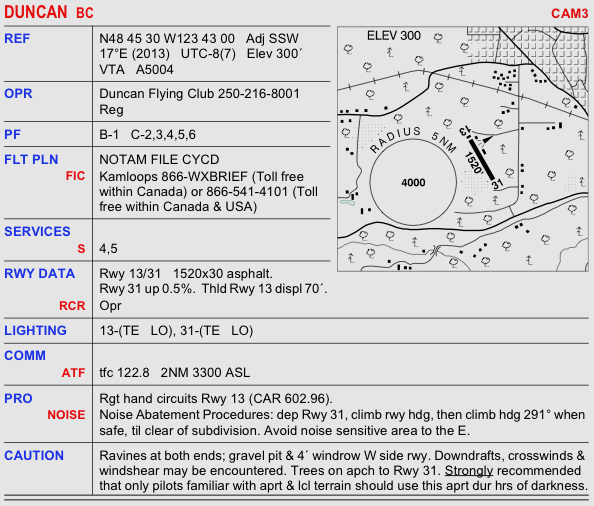 DUNCAN BC
CAM3
REF
N48 45 30 W123 43 00 Adj SSW
17°E (2013) UTC-8(7) Elev 300´
VTA A5004
OPR
Duncan Flying Club 250-216-8001
Reg
PF
B-1 C-2,3,4,5,6
FLT PLN
NOTAM FILE CYCD
FIC
Kamloops 866-WXBRIEF (Toll free
within Canada) or 866-541-4101 (Toll
free within Canada & USA)
SERVICES
S
4,5
RWY DATA
Rwy 13/31 1520x30 asphalt.
Rwy 31 up 0.5%. Thld Rwy 13 displ 70´.
RCR
Opr
ELEV 300
RADIUS 5NM
4000
13
1520'
31
LIGHTING
13-(TE LO), 31-(TE LO)
COMM
ATF
tfc 122.8 2NM 3300 ASL
PRO
Rgt hand circuits Rwy 13 (CAR 602.96).
NOISE
Noise Abatement Procedures: dep Rwy 31, climb rwy hdg, then climb hdg 291° when
safe, til clear of subdivision. Avoid noise sensitive area to the E.
CAUTION
Ravines at both ends; gravel pit & 4´ windrow W side rwy. Downdrafts, crosswinds &
windshear may be encountered. Trees on apch to Rwy 31. Strongly recommended
that only pilots familiar with aprt & lcl terrain should use this aprt dur hrs of darkness.